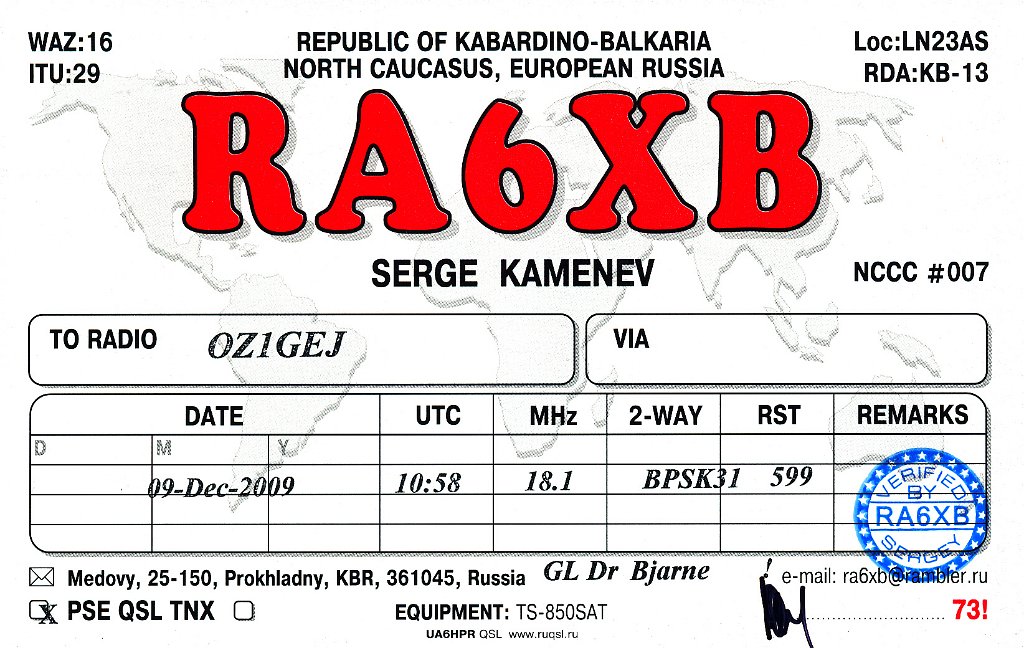 WAZ:16 REPUBLIC OF KABARDINO-BALKARIA Loc:LN23AS
ITU:29 NORTH CAUCASUS, EUROPEAN RUSSIA RDA:KB-13
RA6XB
SERGE KAMENEV NCCC #007
TO RADIO OZ1GEJ VIA
DATE UTC MHz 2-WAY RST REMARKS
D M Y
09-Dec-2009 10:58 18.1 BPSK31 599
VERIFIED
BY
RA6XB
SERGEY
Medovy, 25-150, Prokhladny, KBR, 361045, Russia GL Dr Bjarne e-mail: ra6xb@rambler.ru
X PSE QSL TNX EQUIPMENT: TS-850SAT 73!
UA6HPR QSL www.ruqsl.ru